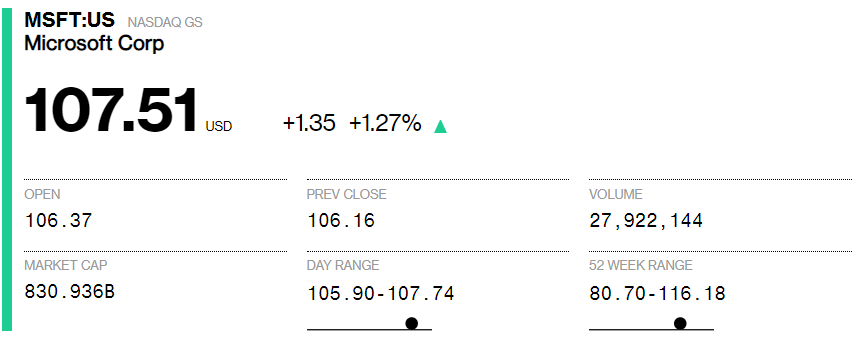 MSFT:US NASDAQ GS
Microsoft Corp
107.51 USD +1.35 +1.27%
OPEN PREV CLOSE VOLUME
106.37 106.16 27,922,144
MARKET CAP DAY RANGE 52 WEEK RANGE
830.936B 105.90-107.74 80.70-116.18